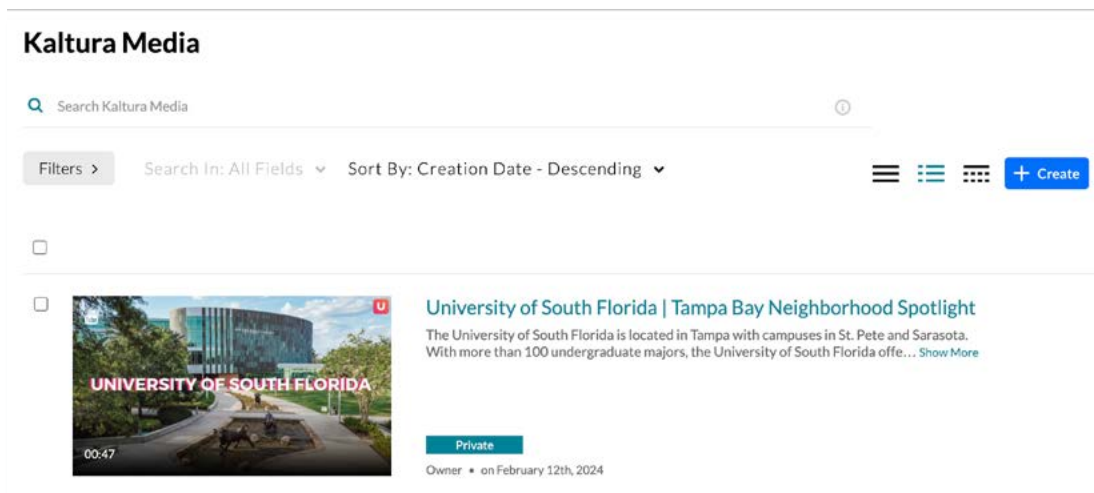 Kaltura Media
Search Kaltura Media
Filters >
Search In: All Fields
Sort By: Creation Date - Descending
+ Create
U
UNIVERSITY OF SOUTH FLORIDA
00:47
University of South Florida | Tampa Bay Neighborhood Spotlight
The University of South Florida is located in Tampa with campuses in St. Pete and Sarasota.
With more than 100 undergraduate majors, the University of South Florida offe... Show More
Private
Owner • on February 12th, 2024